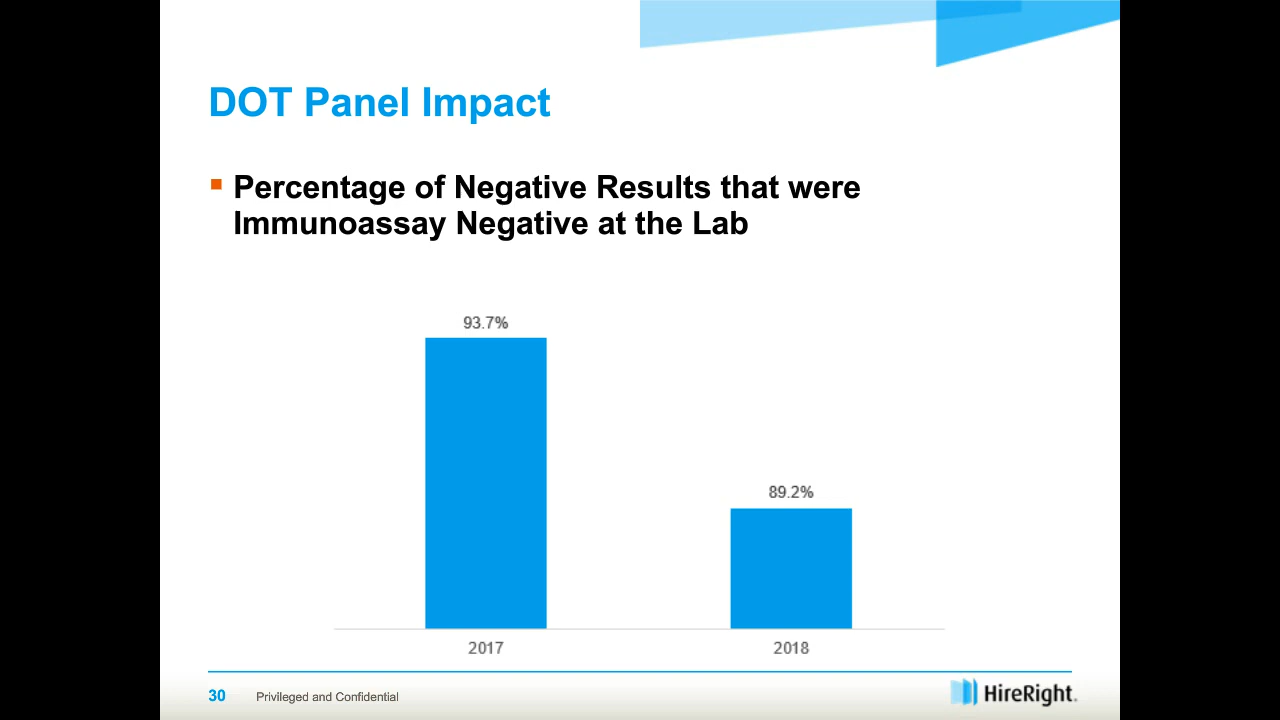 DOT Panel Impact
Percentage of Negative Results that were
Immunoassay Negative at the Lab
93.7%
89.2%
2017
2018
30
Privileged and Confidential
HireRight.